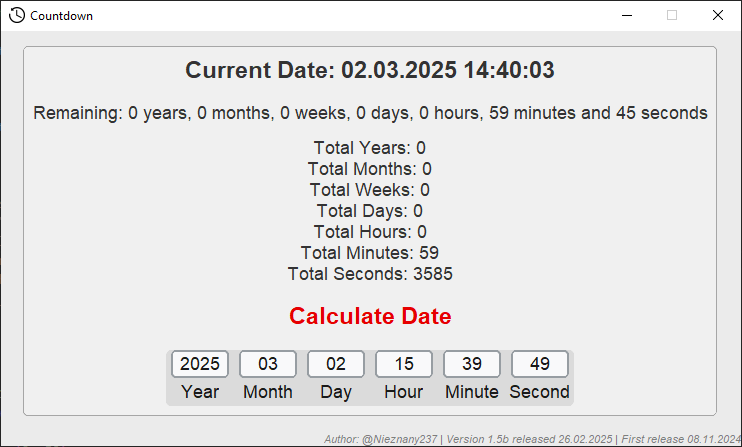 Countdown
Current Date: 02.03.2025 14:40:03
Remaining: 0 years, 0 months, 0 weeks, 0 days, 0 hours, 59 minutes and 45 seconds
Total Years: 0
Total Months: 0
Total Weeks: 0
Total Days: 0
Total Hours: 0
Total Minutes: 59
Total Seconds: 3585
Calculate Date
2025 03 02 15 39 49
Year Month Day Hour Minute Second
Author: @Nieznany237 | Version 1.5b released 26.02.2025 | First release 08.11.2024